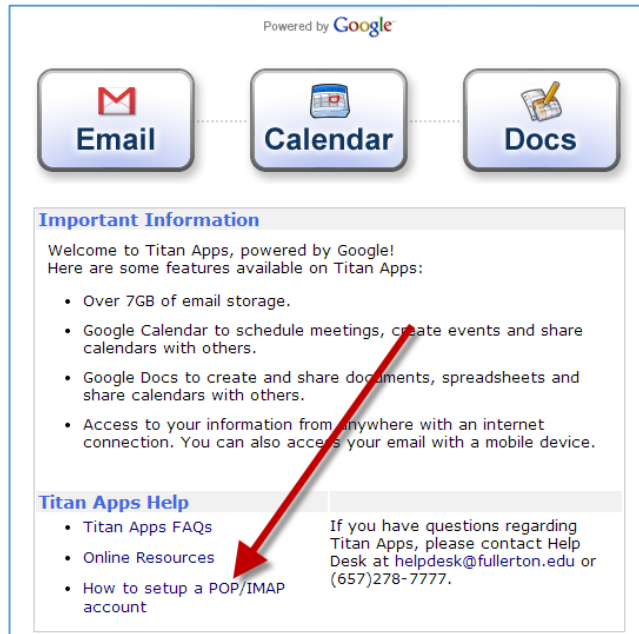 Powered by Google
Email
Calendar
Docs
Important Information
Welcome to Titan Apps, powered by Google!
Here are some features available on Titan Apps:
• Over 7GB of email storage.
• Google Calendar to schedule meetings, create events and share
calendars with others.
• Google Docs to create and share documents, spreadsheets and
share calendars with others.
• Access to your information from anywhere with an internet
connection. You can also access your email with a mobile device.
Titan Apps Help
• Titan Apps FAQs
• Online Resources
• How to setup a POP/IMAP
account
If you have questions regarding
Titan Apps, please contact Help
Desk at helpdesk@fullerton.edu or
(657)278-7777.